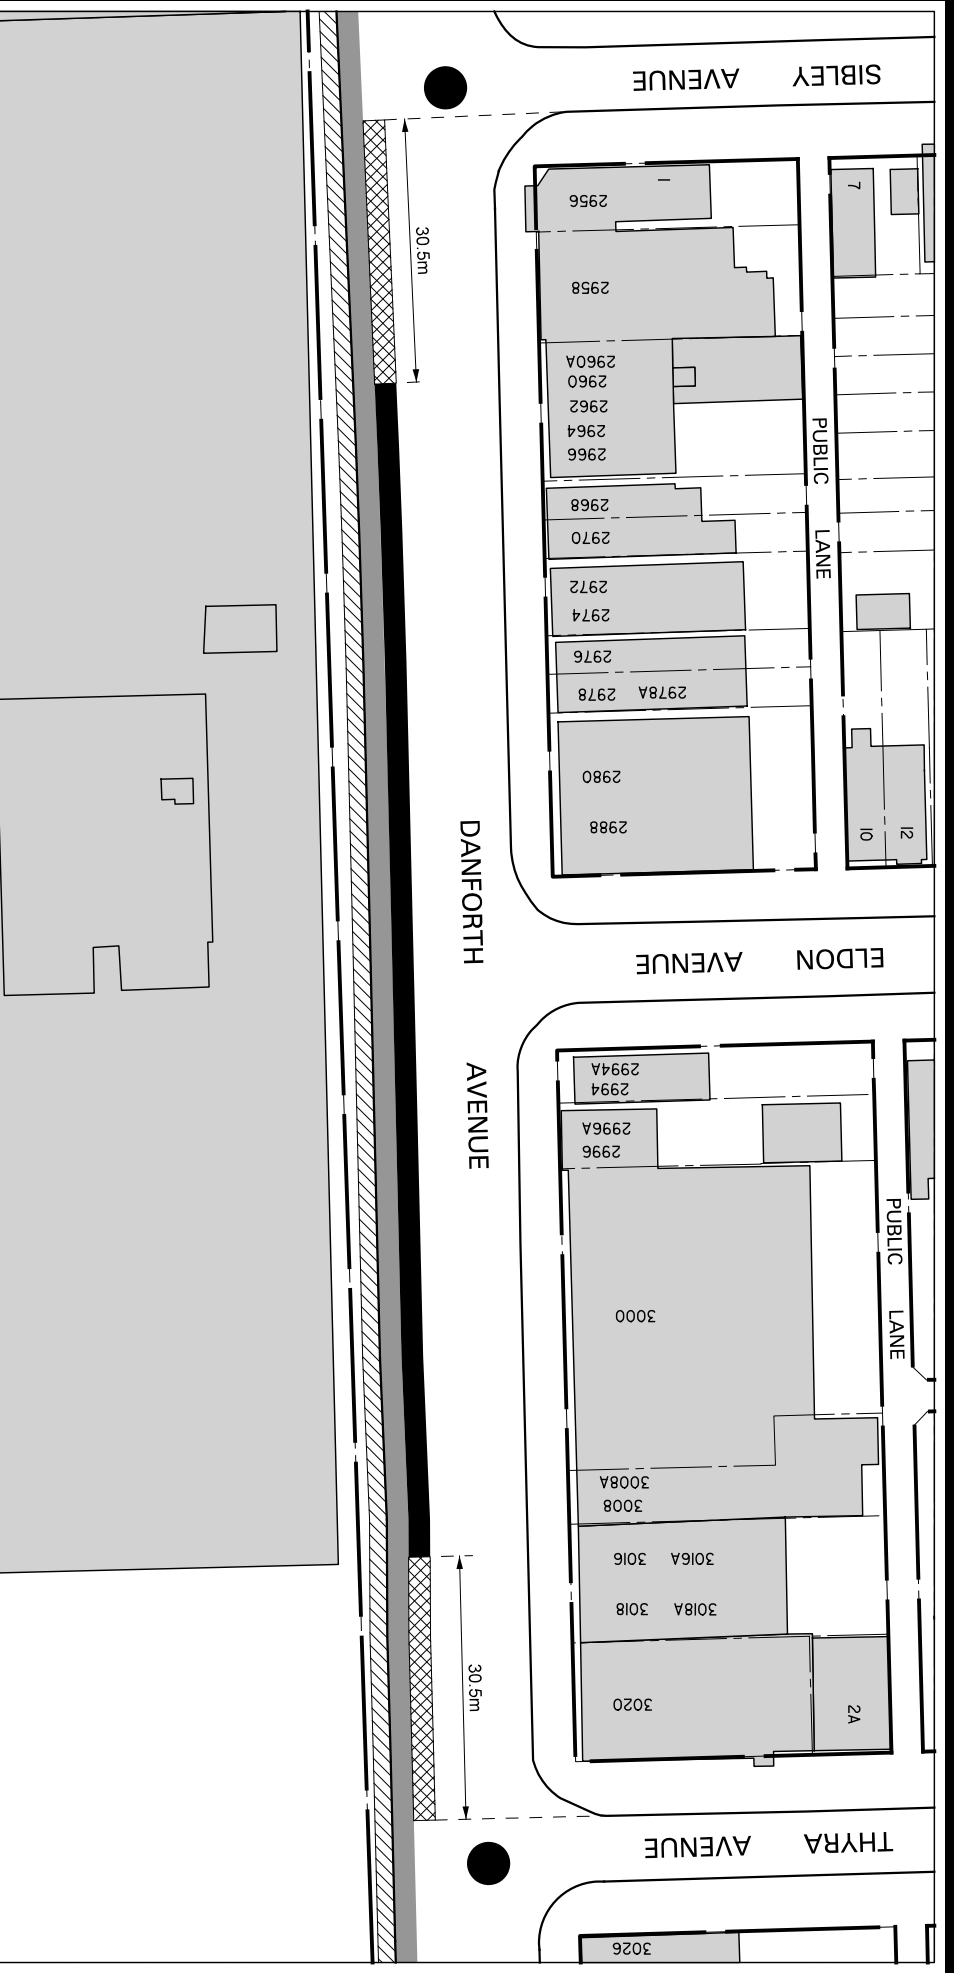 SIBLEY AVENUE
30.5m
2956
1
7
2958
2960A
2960
2962
2964
2966
PUBLIC LANE
2968
2970
2972
2974
2976
2978 2978A
2980
2988
10
12
DANFORTH AVENUE
ELDON AVENUE
2994A
2994
2996A
2996
PUBLIC LANE
3000
3008A
3008
3016 3016A
3018 3018A
30.5m
3020
2A
THYRA AVENUE
3026